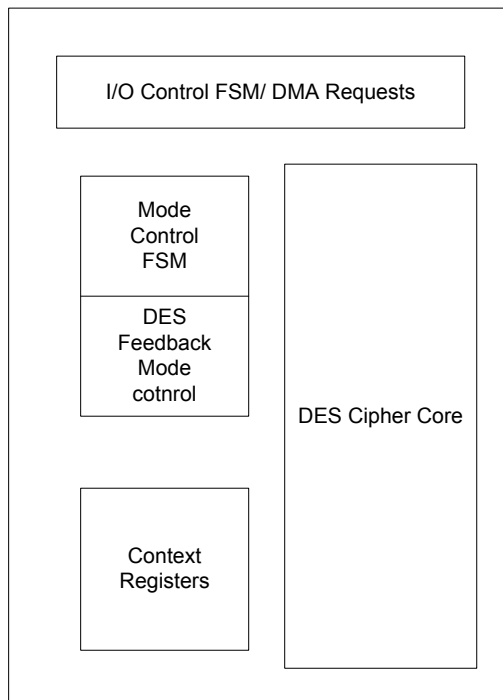 I/O Control FSM/ DMA Requests
Mode
Control
FSM
DES
Feedback
Mode
cotnrol
DES Cipher Core
Context
Registers